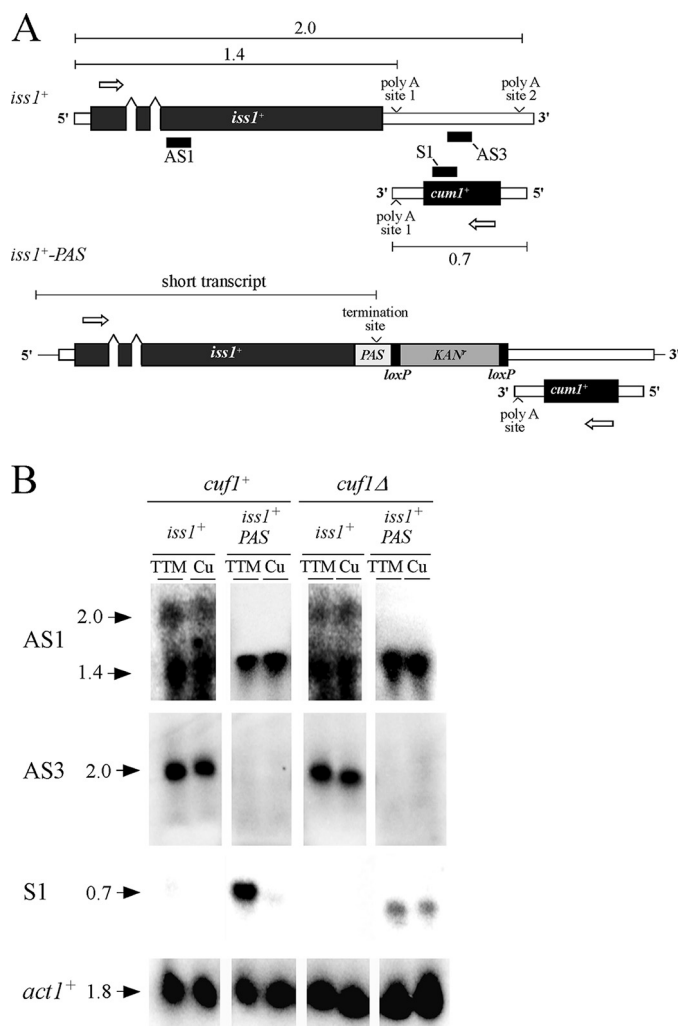 A
2.0
1.4
iss1+
poly A
site 1
poly A
site 2
5'
iss1+
3'
AS1
S1
AS3
3'
cum1+
5'
poly A
site 1
0.7
iss1+-PAS
short transcript
termination
site
5'
iss1+
PAS
KANr
3'
loxP
loxP
3'
cum1+
5'
poly A
site
B
cuf1+
cuf1Δ
iss1+
iss1+
PAS
iss1+
iss1+
PAS
TTM Cu TTM Cu TTM Cu TTM Cu
2.0
AS1
1.4
AS3 2.0
S1 0.7
act1+ 1.8